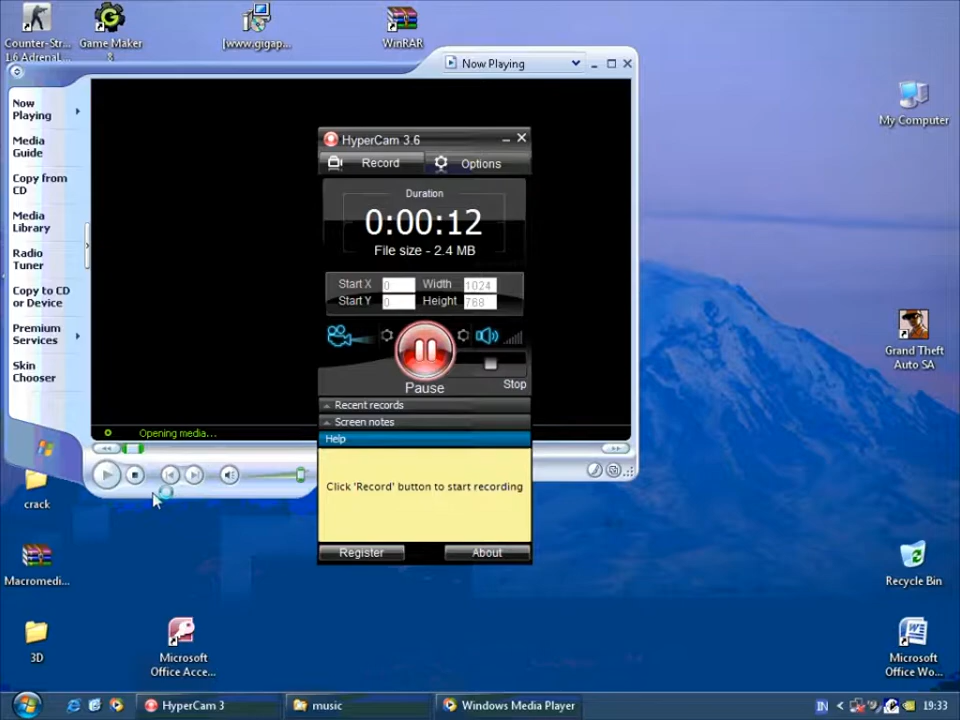 Counter-Str...
1.6 Adrenal...
Game Maker
8
[www.gigap...
WinRAR
Now Playing
Now
Playing
Media
Guide
Copy from
CD
Media
Library
Radio
Tuner
Copy to CD
or Device
Premium
Services
Skin
Chooser
Opening media...
HyperCam 3.6
Record
Options
Duration
0:00:12
File size - 2.4 MB
Start X
0
Width
1024
Start Y
0
Height
768
Pause
Stop
Recent records
Screen notes
Help
Click 'Record' button to start recording
Register
About
My Computer
Grand Theft
Auto SA
crack
Macromedi...
Recycle Bin
3D
Microsoft
Office Acce...
Microsoft
Office Wo...
HyperCam 3
music
Windows Media Player
IN
19:33